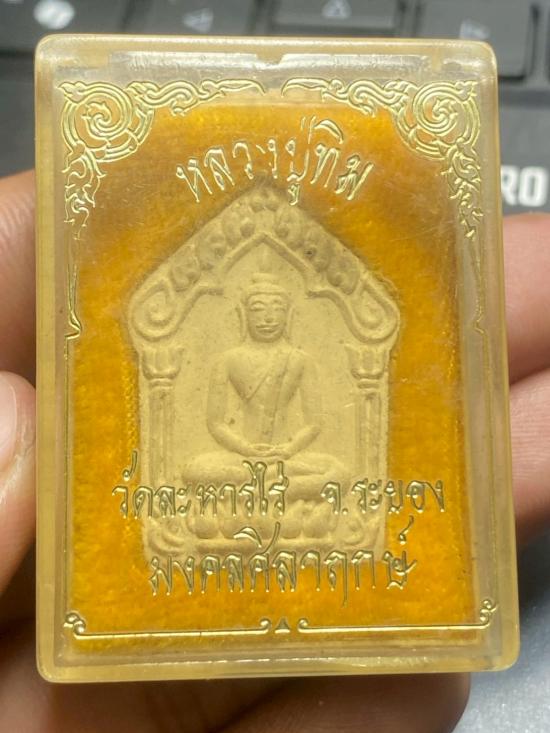 หลวงปู่ทิม
วัดละหารไร่ จ.ระยอง
มงคลศิลาฤกษ์